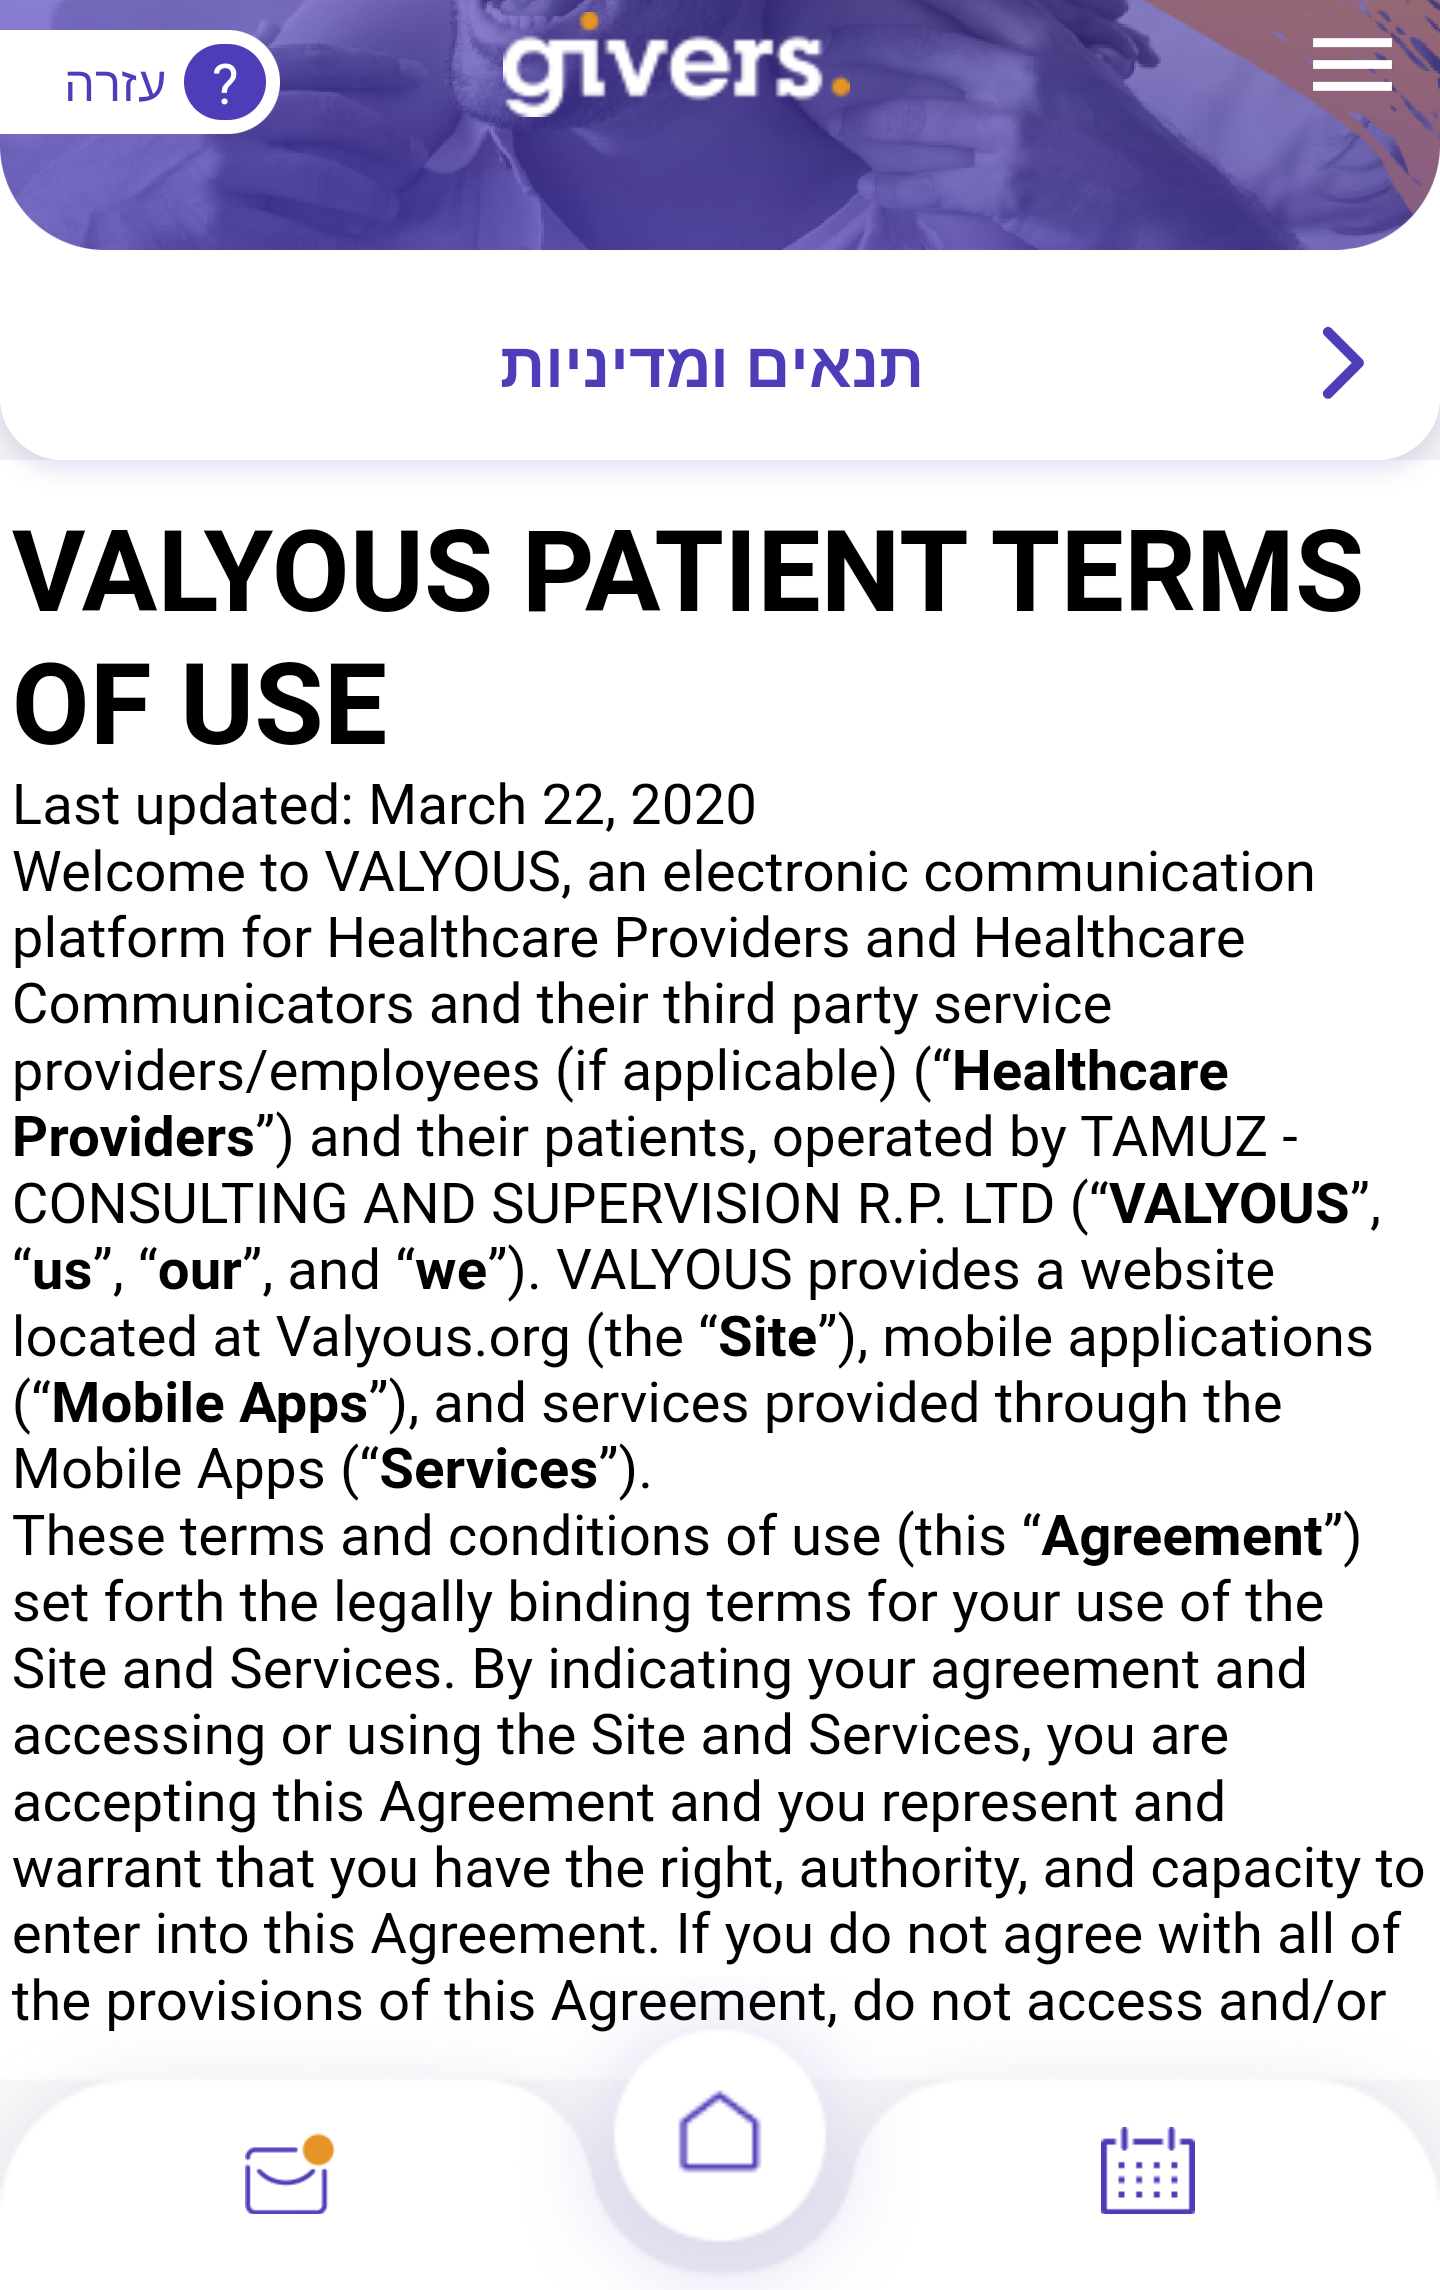 עזרה ?
givers.
תנאים ומדיניות
VALYOUS PATIENT TERMS
OF USE
Last updated: March 22, 2020
Welcome to VALYOUS, an electronic communication
platform for Healthcare Providers and Healthcare
Communicators and their third party service
providers/employees (if applicable) (“Healthcare
Providers”) and their patients, operated by TAMUZ -
CONSULTING AND SUPERVISION R.P. LTD (“VALYOUS”,
“us”, “our”, and “we”). VALYOUS provides a website
located at Valyous.org (the “Site”), mobile applications
(“Mobile Apps”), and services provided through the
Mobile Apps (“Services”).
These terms and conditions of use (this “Agreement”)
set forth the legally binding terms for your use of the
Site and Services. By indicating your agreement and
accessing or using the Site and Services, you are
accepting this Agreement and you represent and
warrant that you have the right, authority, and capacity to
enter into this Agreement. If you do not agree with all of
the provisions of this Agreement, do not access and/or